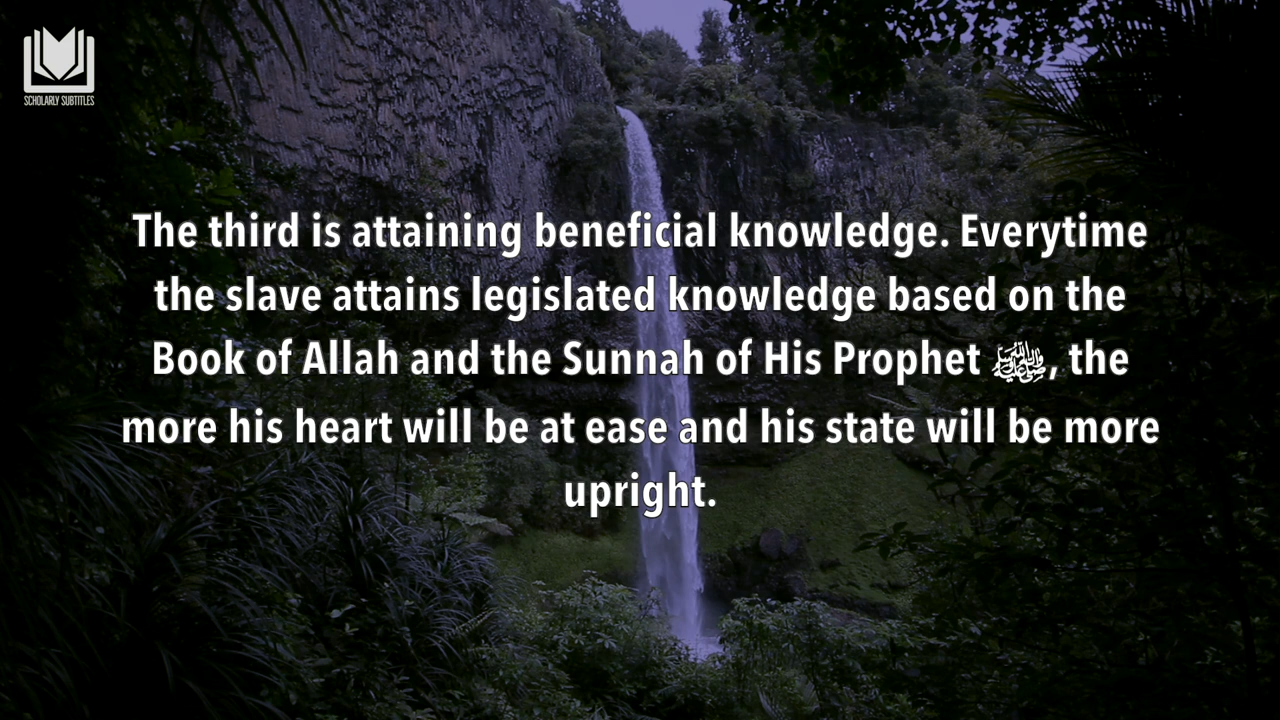 SCHOLARLY SUBTITLES
The third is attaining beneficial knowledge. Everytime
the slave attains legislated knowledge based on the
Book of Allah and the Sunnah of His Prophet ﷺ, the
more his heart will be at ease and his state will be more
upright.